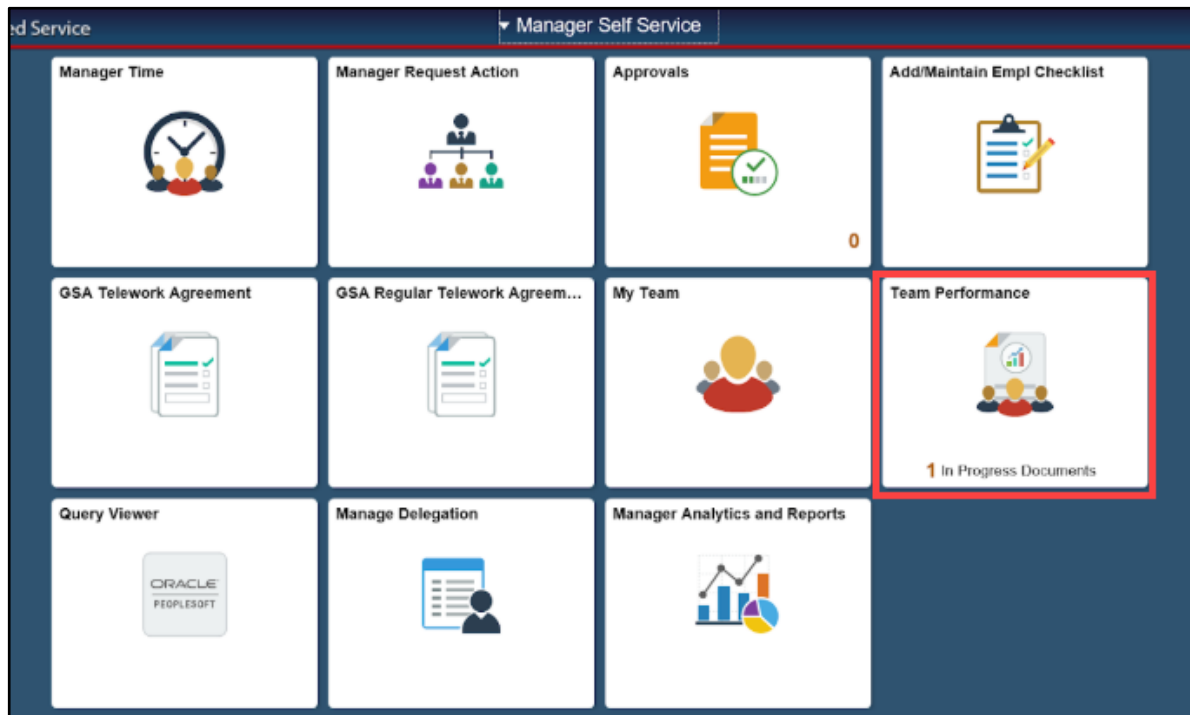 ed Service
Manager Self Service
Manager Time
Manager Request Action
Approvals
Add/Maintain Empl Checklist
0
GSA Telework Agreement
GSA Regular Telework Agreem...
My Team
Team Performance
1 In Progress Documents
Query Viewer
Manage Delegation
Manager Analytics and Reports
ORACLE
PEOPLESOFT